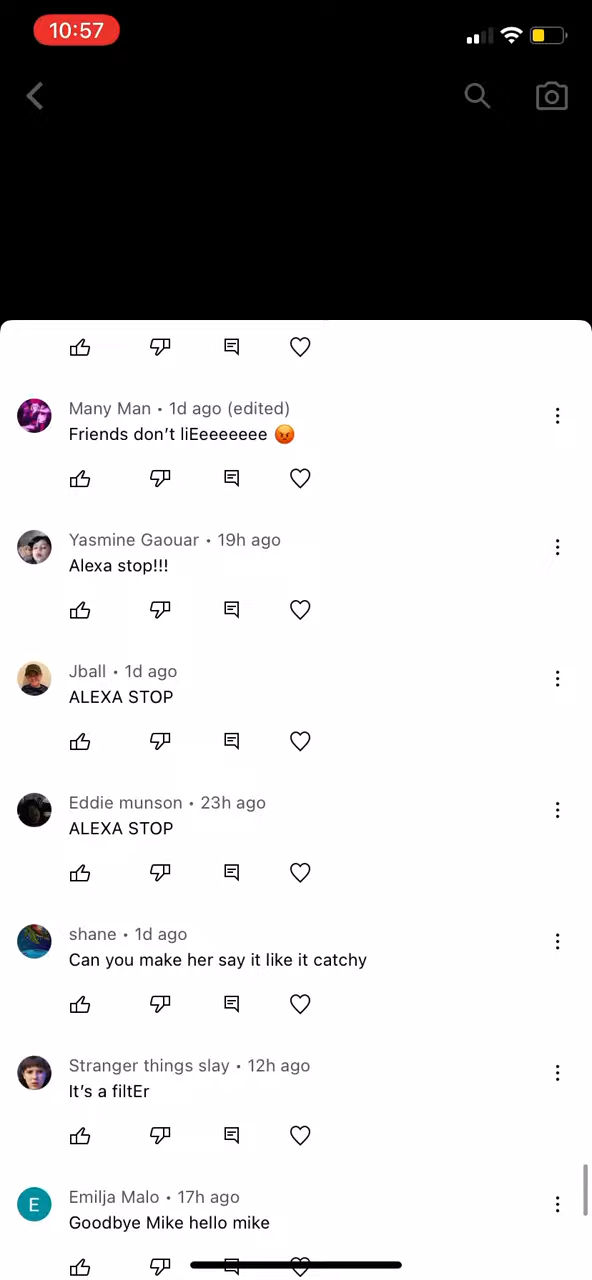 10:57
Many Man • 1d ago (edited)
Friends don’t liEeeeeeee 😡
Yasmine Gaouar • 19h ago
Alexa stop!!!
Jball • 1d ago
ALEXA STOP
Eddie munson • 23h ago
ALEXA STOP
shane • 1d ago
Can you make her say it like it catchy
Stranger things slay • 12h ago
It’s a filtEr
E
Emilja Malo • 17h ago
Goodbye Mike hello mike